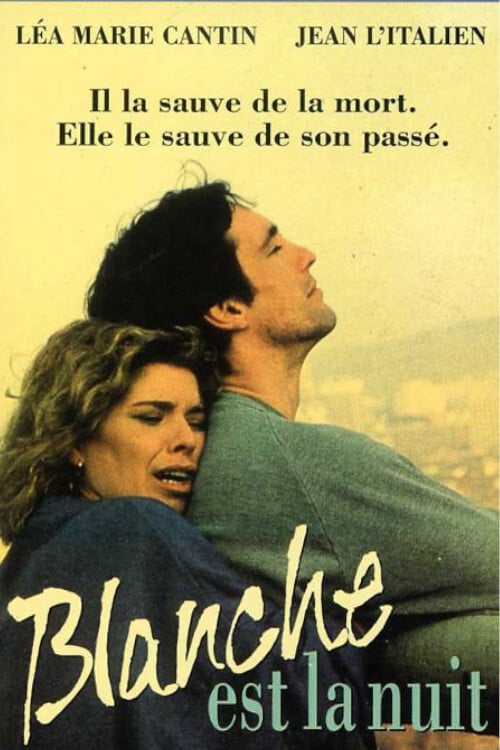 LÉA MARIE CANTIN JEAN L'ITALIEN
Il la sauve de la mort.
Elle le sauve de son passé.
Blanche
est la nuit